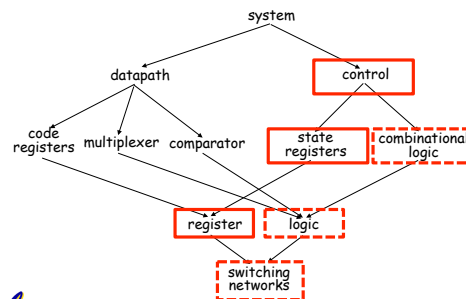 system
datapath
control
code
registers
multiplexer
comparator
state
registers
combinational
logic
register
logic
switching
networks